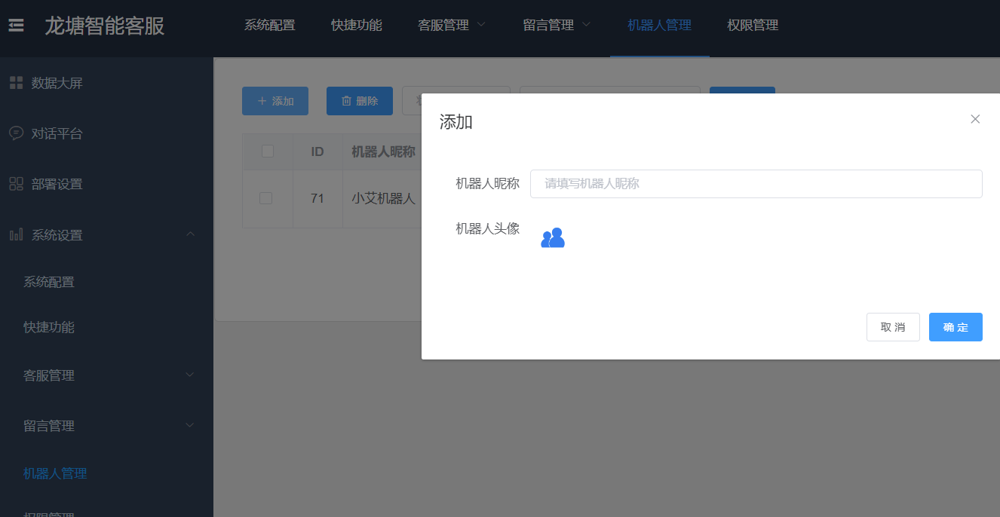 龙塘智能客服
系统配置 快捷功能 客服管理 留言管理 机器人管理 权限管理
数据大屏
对话平台
部署设置
系统设置
系统配置
快捷功能
客服管理
留言管理
机器人管理
权限管理
添加 删除
ID 机器人昵称
71 小艾机器人
添加
机器人昵称 请填写机器人昵称
机器人头像
取消 确定